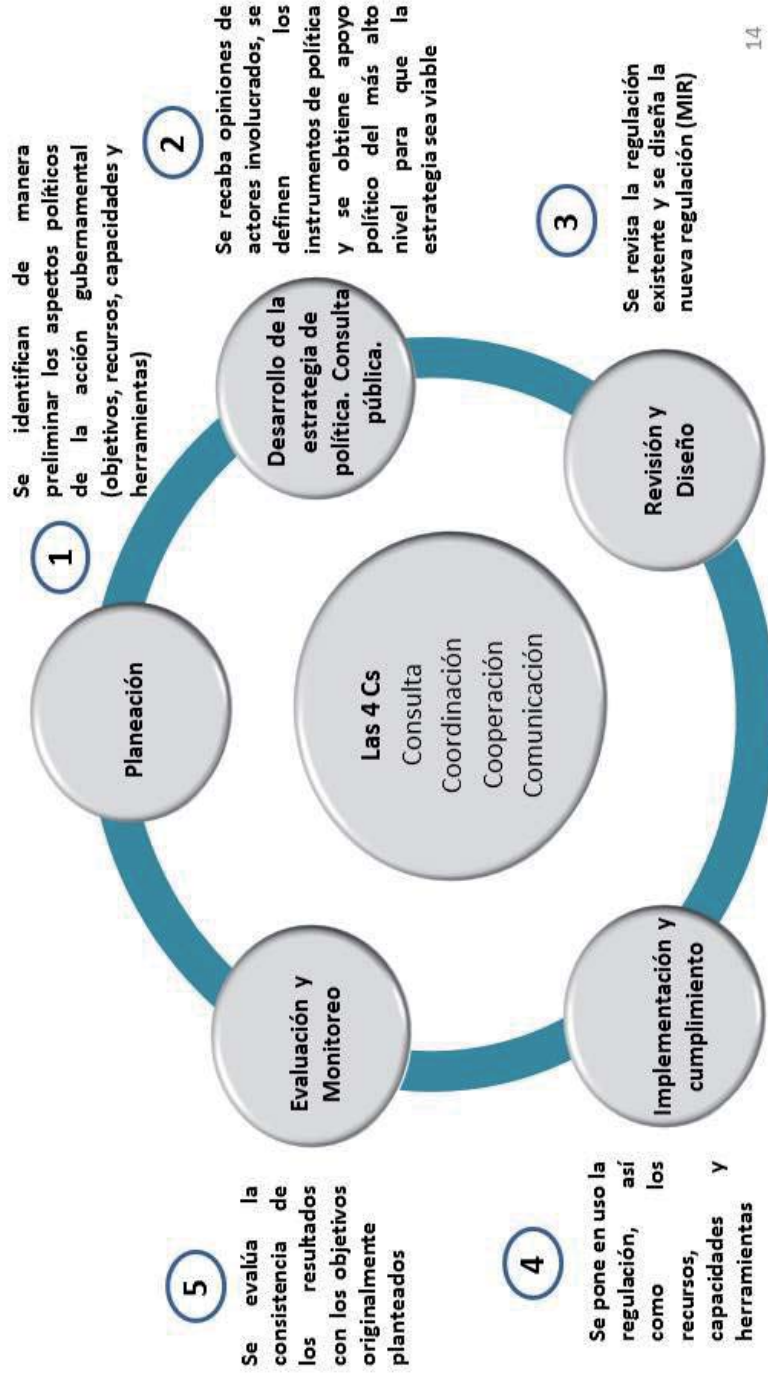 1
Se identifican de manera
preliminar los aspectos políticos
de la acción gubernamental
(objetivos, recursos, capacidades y
herramientas)
Planeación
2
Se recaba opiniones de
actores involucrados, se
definen los
instrumentos de política
y se obtiene apoyo
político del más alto
nivel para que la
estrategia sea viable
Desarrollo de la
estrategia de
política. Consulta
pública.
3
Se revisa la regulación
existente y se diseña la
nueva regulación (MIR)
Revisión y
Diseño
4
Se pone en uso la
regulación, así
como los
recursos,
capacidades y
herramientas
Implementación y
cumplimiento
5
Se evalúa la
consistencia de
los resultados
con los objetivos
originalmente
planteados
Evaluación y
Monitoreo
Las 4 Cs
Consulta
Coordinación
Cooperación
Comunicación
14